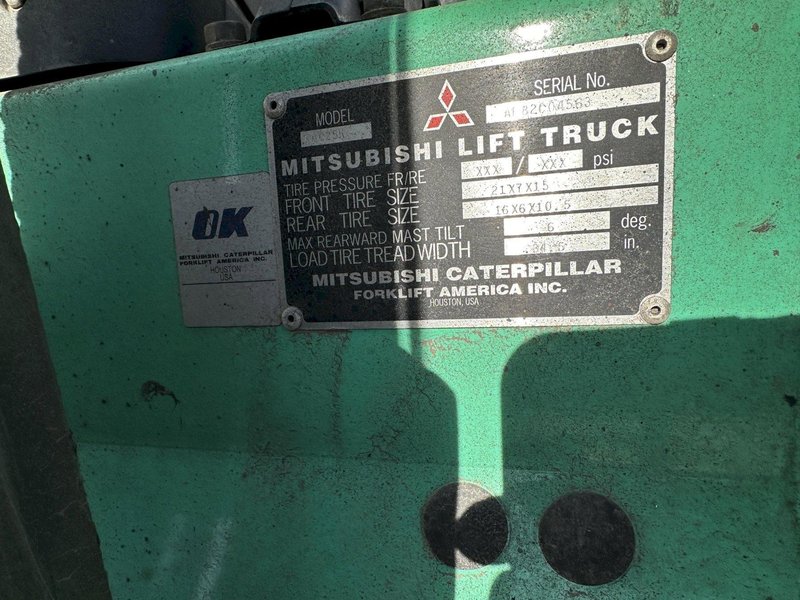 OK
MITSUBISHI CATERPILLAR
FORKLIFT AMERICA INC.
HOUSTON
USA
MODEL
SERIAL No.
AF82C04563
MITSUBISHI LIFT TRUCK
TIRE PRESSURE FR/RE XXX / XXX psi
FRONT TIRE SIZE 21X7X15
REAR TIRE SIZE 16X6X10.5
MAX REARWARD MAST TILT 6 deg.
LOAD TIRE TREAD WIDTH in.
MITSUBISHI CATERPILLAR
FORKLIFT AMERICA INC.
HOUSTON, USA